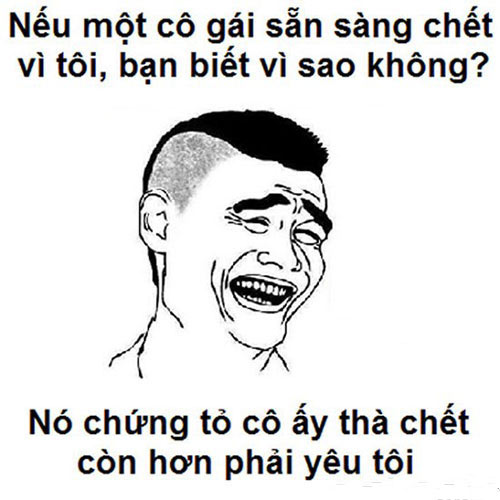 Nếu một cô gái sẵn sàng chết
vì tôi, bạn biết vì sao không?
Nó chứng tỏ cô ấy thà chết
còn hơn phải yêu tôi